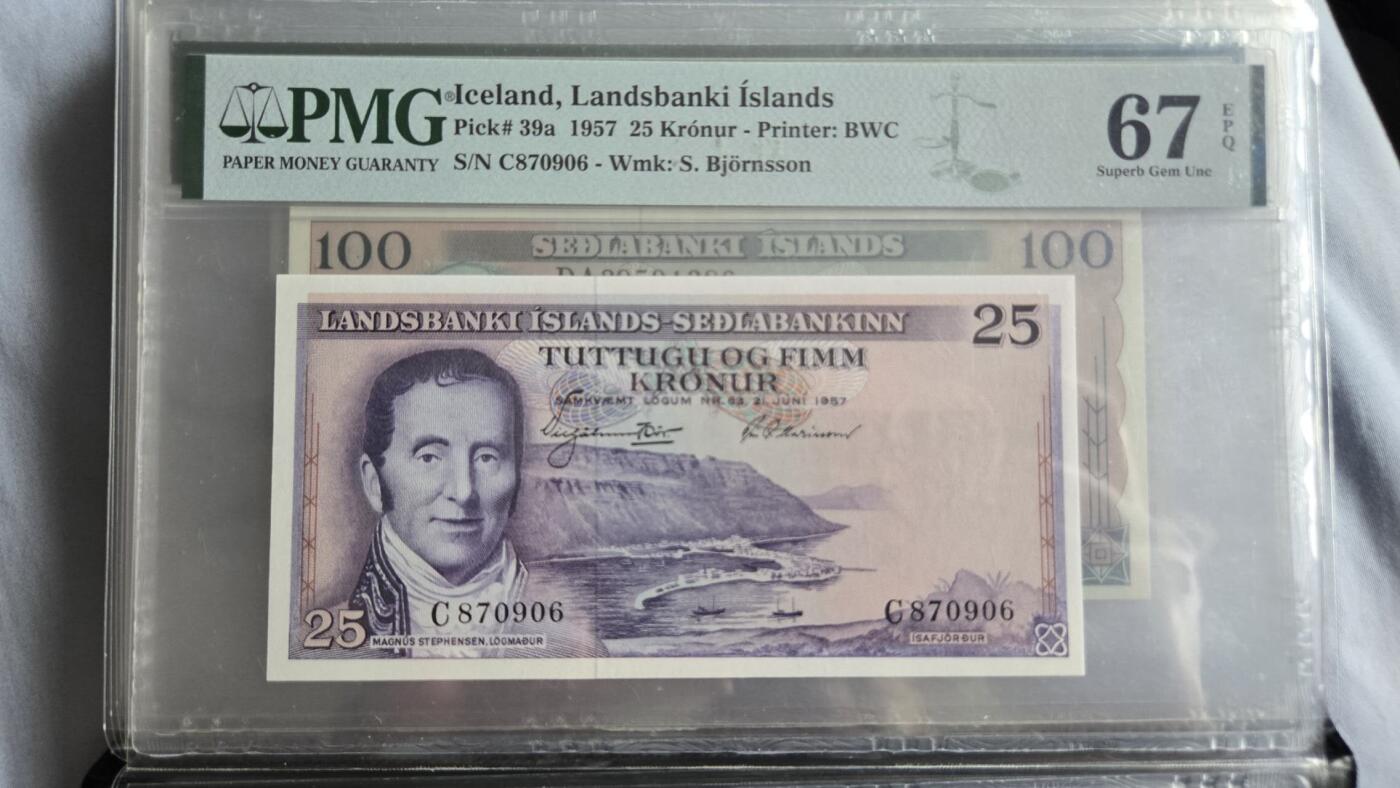 PMG®
PAPER MONEY GUARANTY
Iceland, Landsbanki Íslands
Pick# 39a 1957 25 Krónur - Printer: BWC
S/N C870906 - Wmk: S. Björnsson
67
EPQ
Superb Gem Unc
100 SEÐLABANKI ÍSLANDS 100
LANDSBANKI ÍSLANDS-SEÐLABANKINN 25
TUTTUGU OG FIMM
KRÓNUR
SAMKVÆMT LÖGUM NR. 63, 21. JUNI 1957
C870906 C870906
25 MAGNÚS STEPHENSEN, LÖGMAÐUR ÍSAFJÖRÐUR